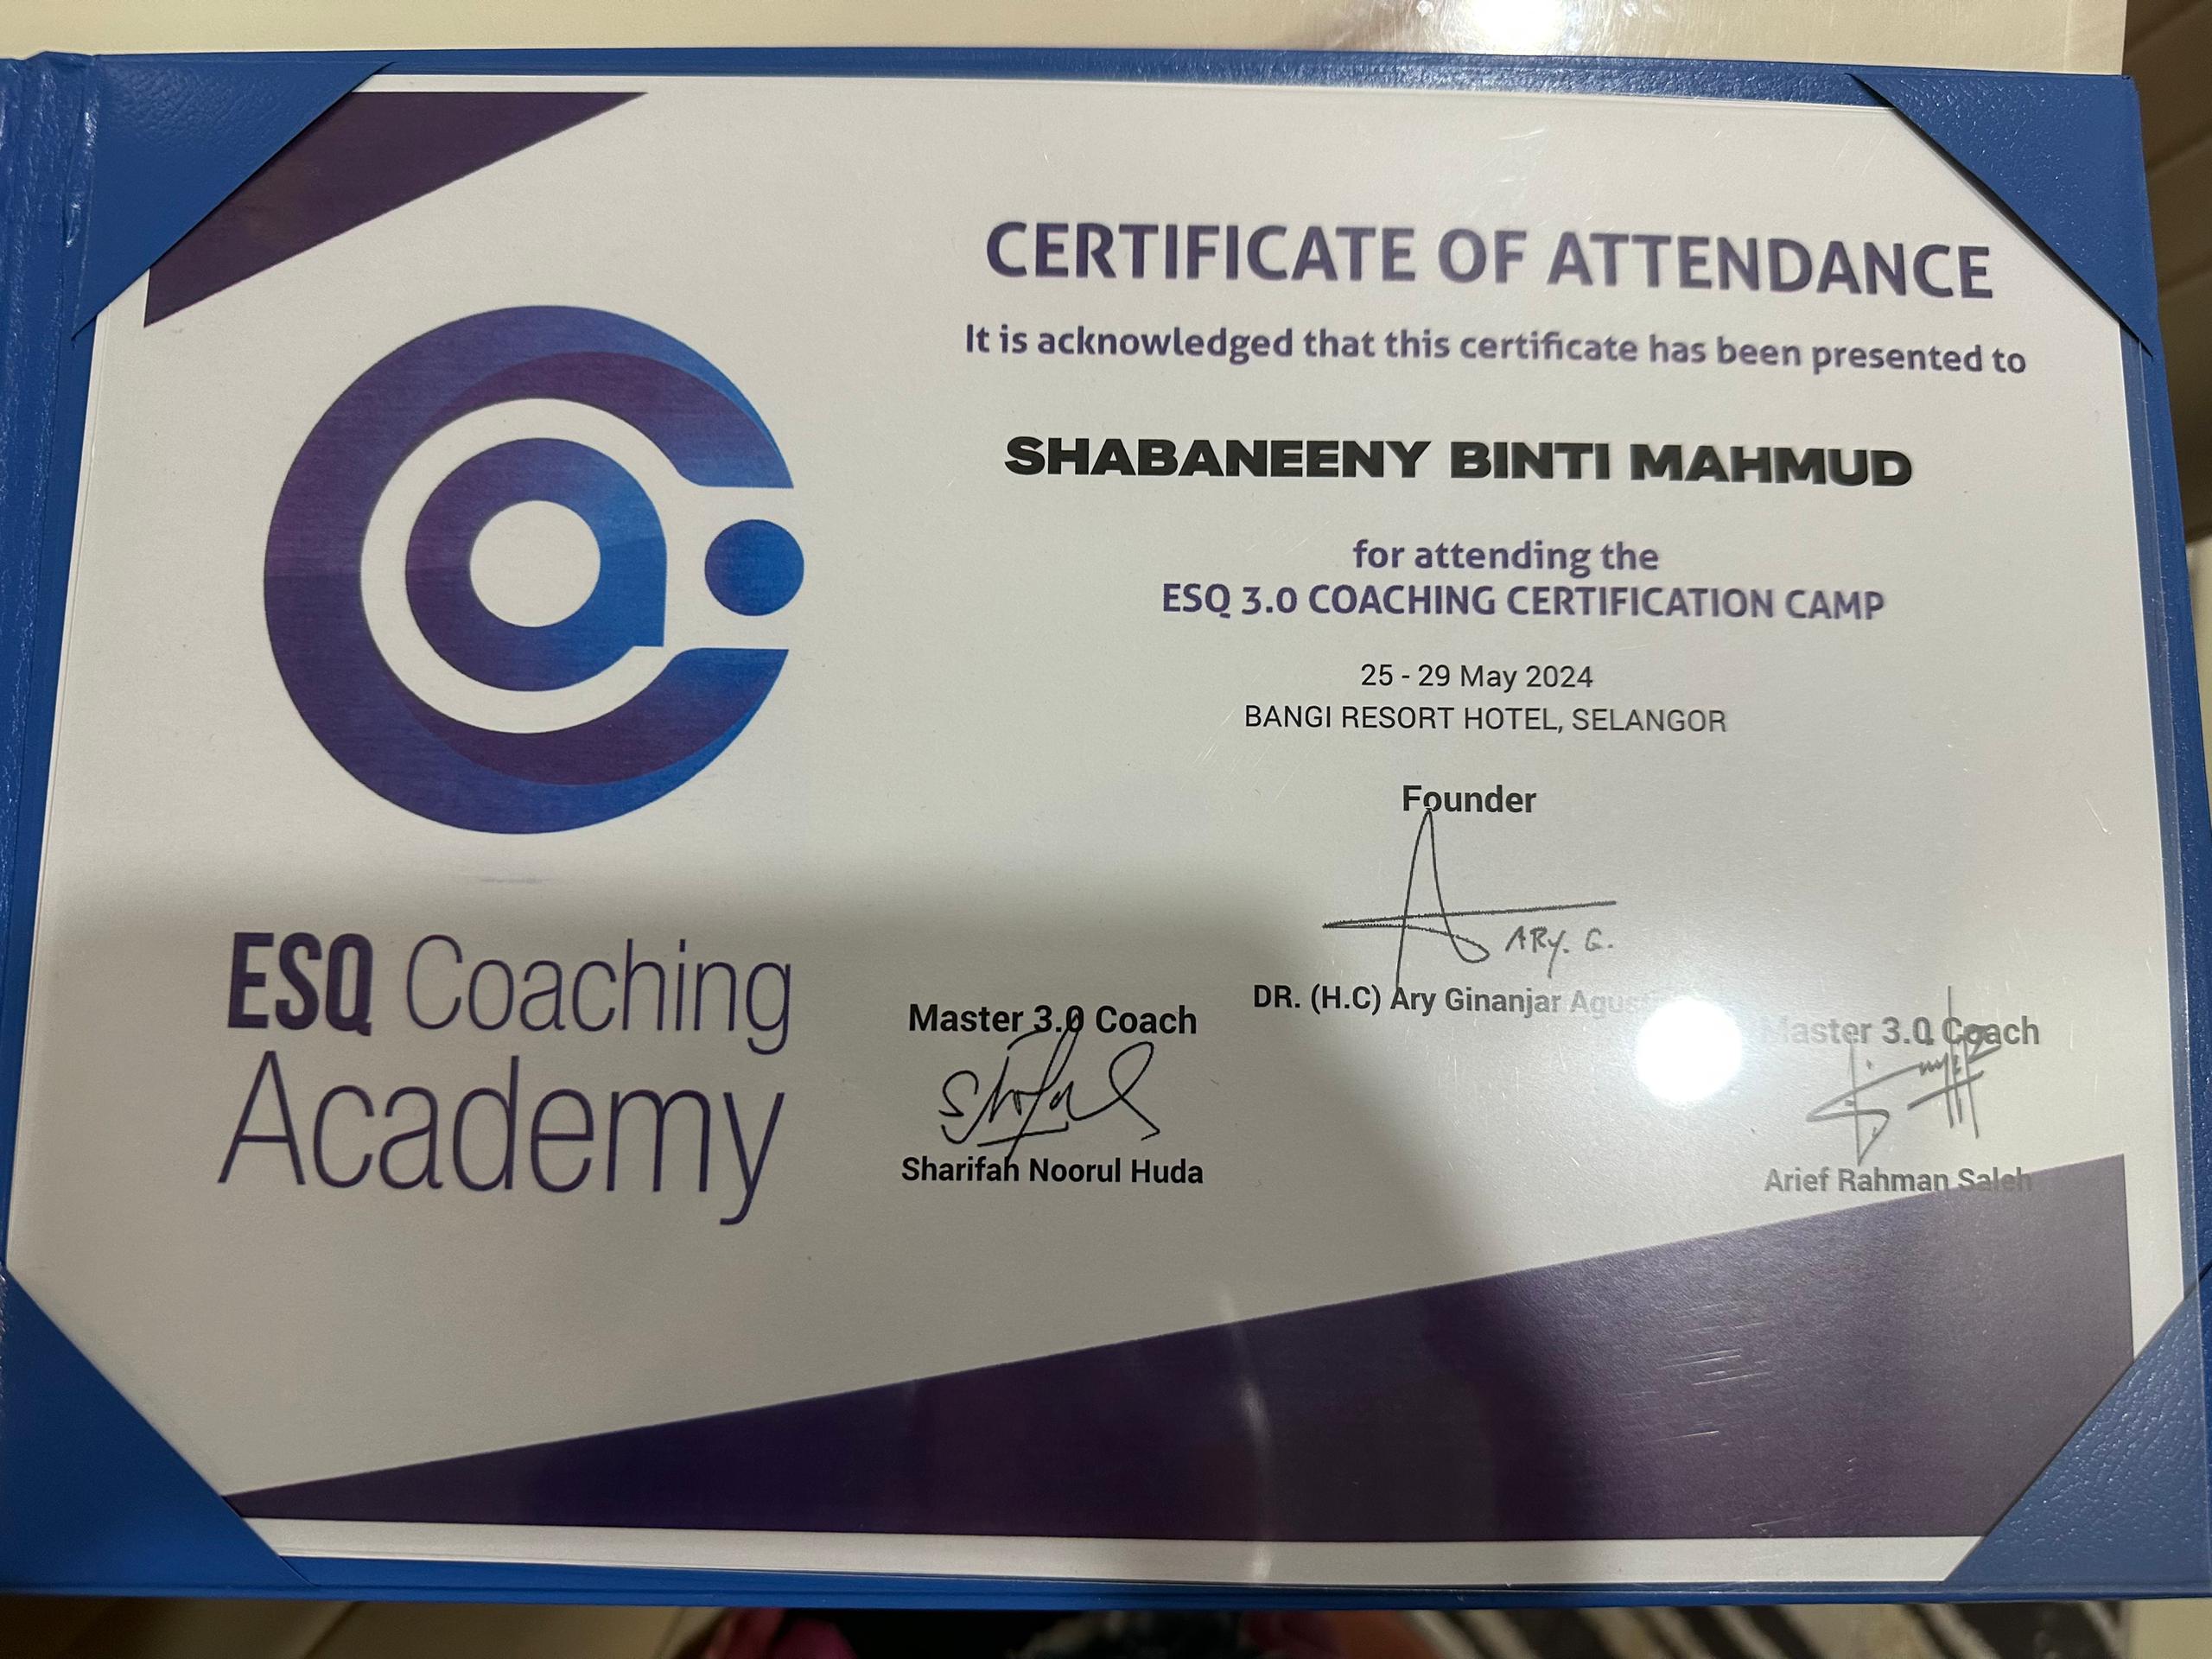 CERTIFICATE OF ATTENDANCE
It is acknowledged that this certificate has been presented to
SHABANEENY BINTI MAHMUD
for attending the
ESQ 3.0 COACHING CERTIFICATION CAMP
25 - 29 May 2024
BANGI RESORT HOTEL, SELANGOR
Founder
ARY. G.
DR. (H.C) Ary Ginanjar
Master 3.0 Coach
Sharifah Noorul Huda
Master 3.0 Coach
Arief Rahman Saleh
ESQ Coaching
Academy